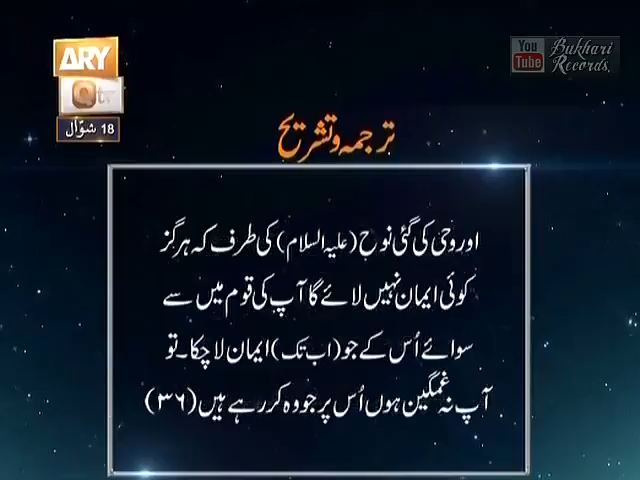 ARY
Qtv
18 شوّال
You Tube
Bukhari
Records
ترجمہ و تشریح
اور وحی کی گئی نوح (علیہ السلام) کی طرف کہ ہرگز
کوئی ایمان نہیں لائے گا آپ کی قوم میں سے
سوائے اُس کے جو (اب تک) ایمان لا چکا۔ تو
آپ نہ غمگین ہوں اُس پر جو وہ کر رہے ہیں (۳۶)